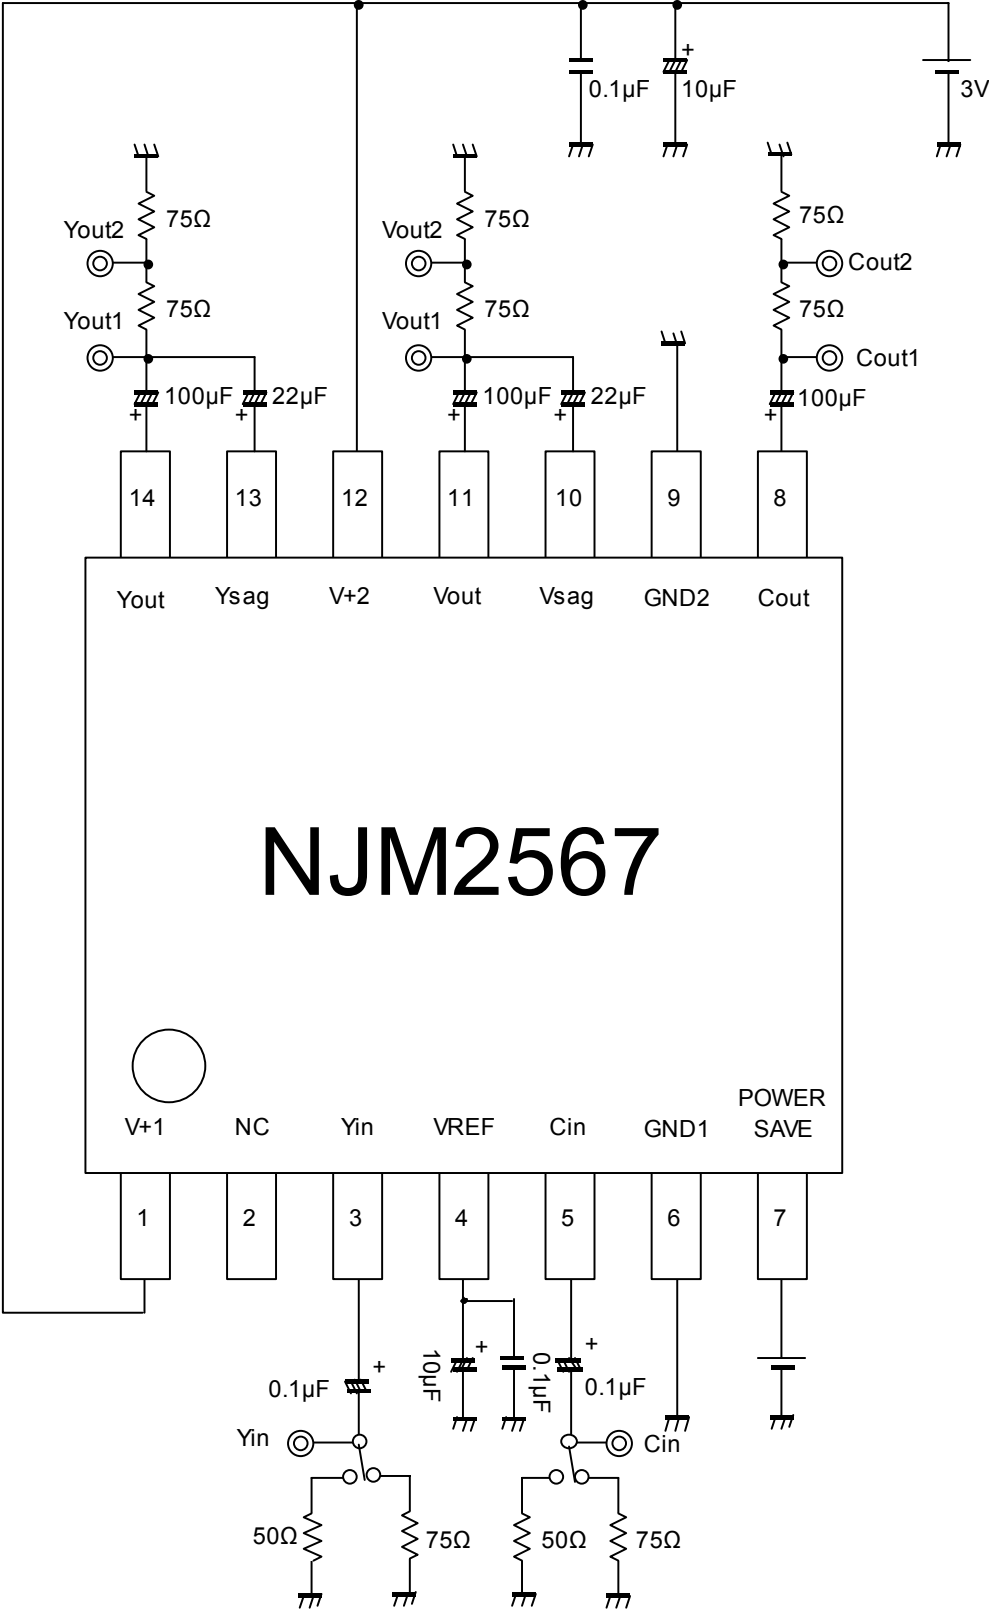 +
0.1µF 10µF 3V
75Ω 75Ω 75Ω
Yout2 Vout2 Cout2
75Ω 75Ω 75Ω
Yout1 Vout1 Cout1
100µF 22µF 100µF 22µF 100µF
+ + + + +
14 13 12 11 10 9 8
Yout Ysag V+2 Vout Vsag GND2 Cout
NJM2567
POWER
V+1 NC Yin VREF Cin GND1 SAVE
1 2 3 4 5 6 7
+ + +
0.1µF 10µF 0.1µF 0.1µF
Yin Cin
50Ω 75Ω 50Ω 75Ω